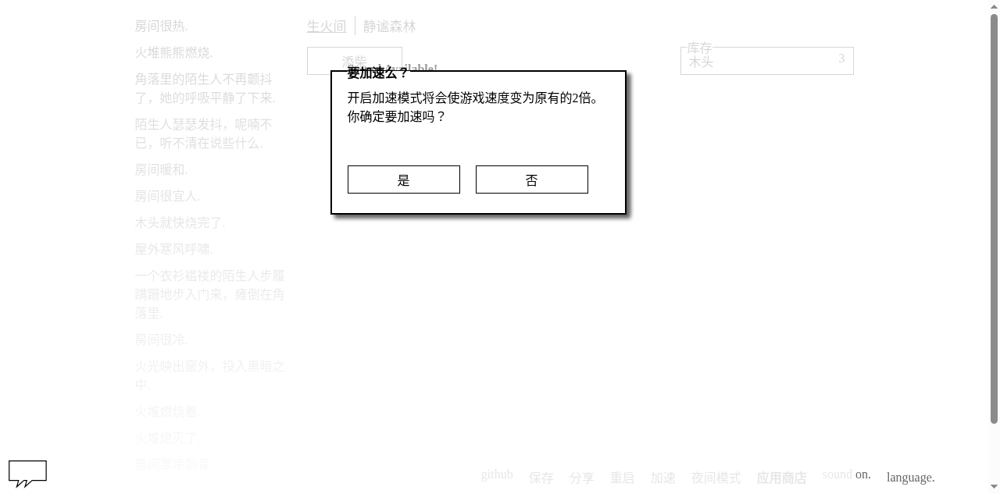 房间很热.
火堆熊熊燃烧.
角落里的陌生人不再颤抖
了，她的呼吸平静了下来.
陌生人瑟瑟发抖，呢喃不
已，听不清在说些什么.
房间暖和.
房间很宜人.
木头就快烧完了.
屋外寒风呼啸.
一个衣衫褴褛的陌生人步履
蹒跚地步入门来，瘫倒在角
落里.
房间很冷.
火光映出窗外，投入黑暗之
中.
火堆燃烧着.
火堆熄灭了.
房间寒冷刺骨.
生火间
静谧森林
添柴
库存
木头 3
要加速么？
开启加速模式将会使游戏速度变为原有的2倍。
你确定要加速吗？
是
否
github 保存 分享 重启 加速 夜间模式 应用商店 sound on. language.